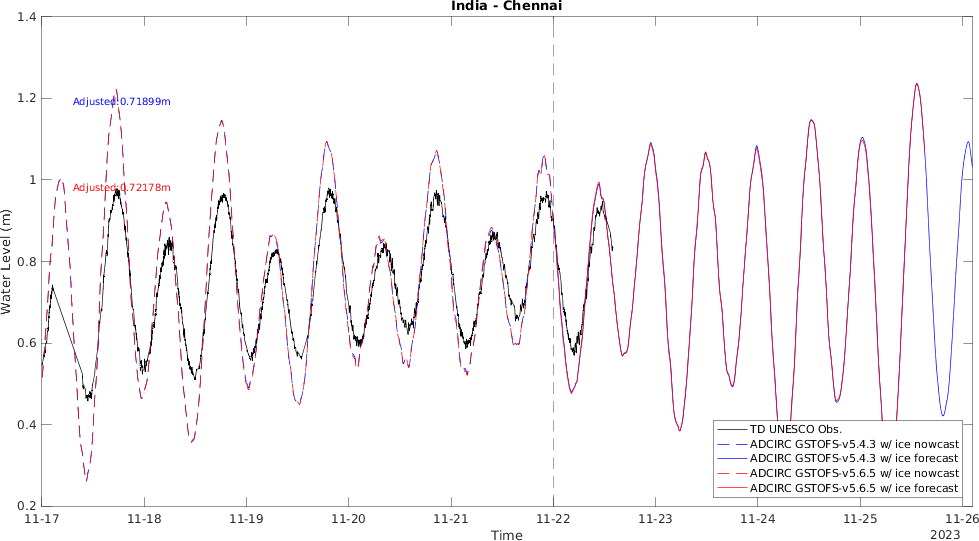 India - Chennai
1.4
1.2
1
0.8
0.6
0.4
0.2
Water Level (m)
Adjusted:0.71899m
Adjusted:0.72178m
TD UNESCO Obs.
ADCIRC GSTOFS-v5.4.3 w/ ice nowcast
ADCIRC GSTOFS-v5.4.3 w/ ice forecast
ADCIRC GSTOFS-v5.6.5 w/ ice nowcast
ADCIRC GSTOFS-v5.6.5 w/ ice forecast
11-17 11-18 11-19 11-20 11-21 11-22 11-23 11-24 11-25 11-26
Time
2023